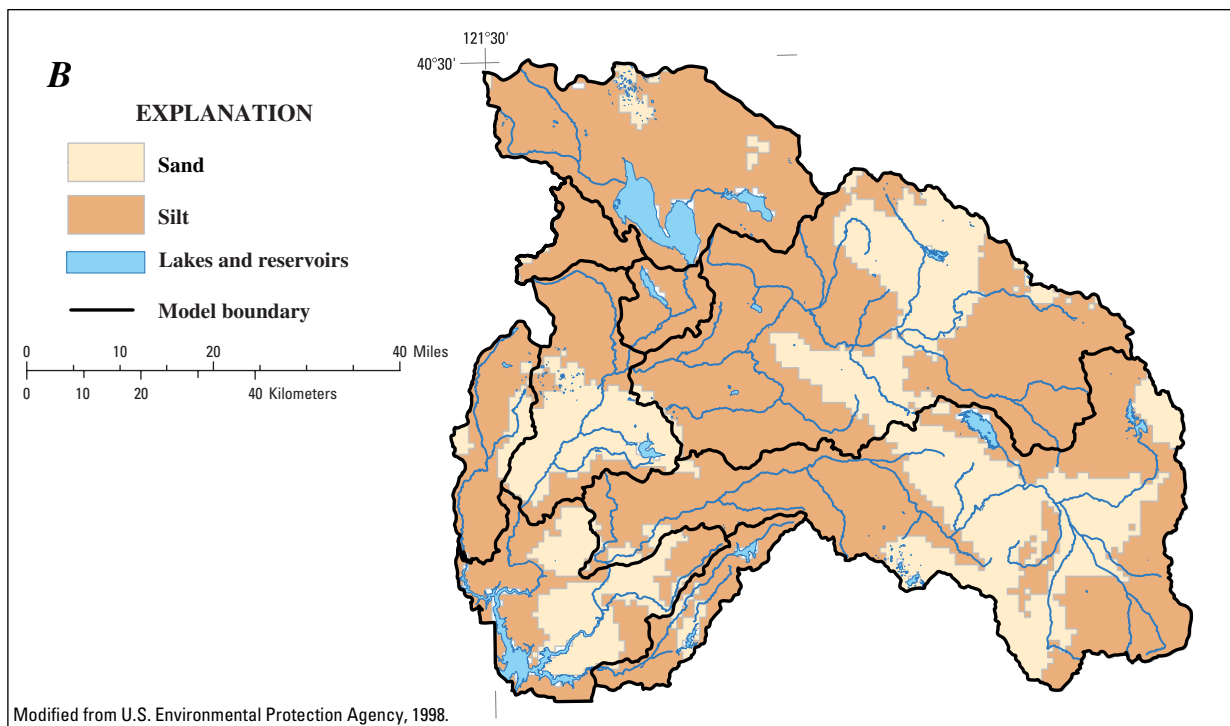 121°30'
40°30'
B
EXPLANATION
Sand
Silt
Lakes and reservoirs
Model boundary
0 10 20 40 Miles
0 10 20 40 Kilometers
Modified from U.S. Environmental Protection Agency, 1998.